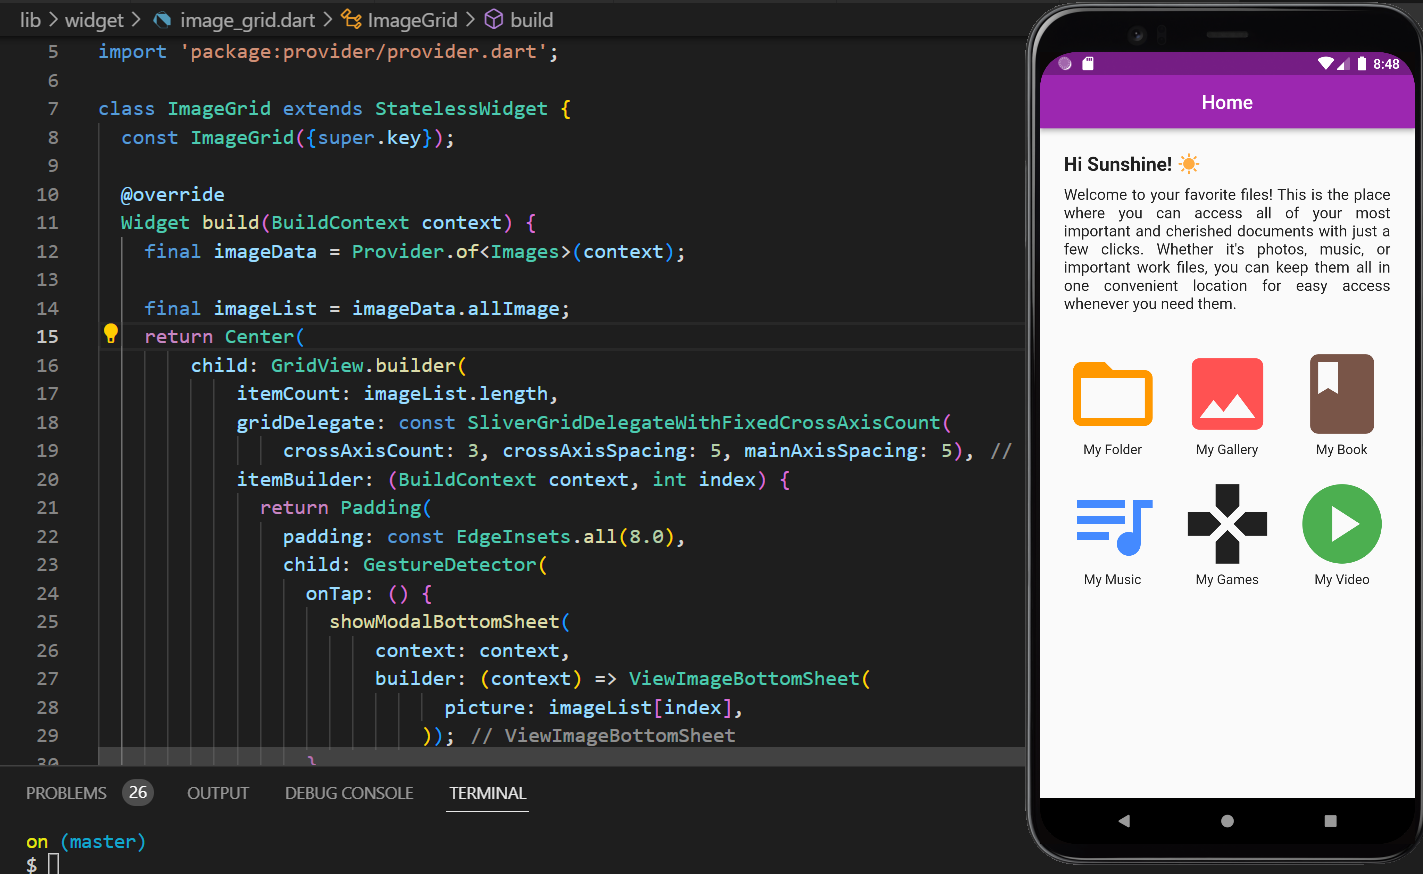 lib > widget > image_grid.dart > ImageGrid > build
5 import 'package:provider/provider.dart';
6
7 class ImageGrid extends StatelessWidget {
8 const ImageGrid({super.key});
9
10 @override
11 Widget build(BuildContext context) {
12 final imageData = Provider.of<Images>(context);
13
14 final imageList = imageData.allImage;
15 return Center(
16 child: GridView.builder(
17 itemCount: imageList.length,
18 gridDelegate: const SliverGridDelegateWithFixedCrossAxisCount(
19 crossAxisCount: 3, crossAxisSpacing: 5, mainAxisSpacing: 5), //
20 itemBuilder: (BuildContext context, int index) {
21 return Padding(
22 padding: const EdgeInsets.all(8.0),
23 child: GestureDetector(
24 onTap: () {
25 showModalBottomSheet(
26 context: context,
27 builder: (context) => ViewImageBottomSheet(
28 picture: imageList[index],
29 )); // ViewImageBottomSheet
30 }
PROBLEMS 26 OUTPUT DEBUG CONSOLE TERMINAL
on (master)
$
8:48
Home
Hi Sunshine! ☀️
Welcome to your favorite files! This is the place
where you can access all of your most
important and cherished documents with just a
few clicks. Whether it's photos, music, or
important work files, you can keep them all in
one convenient location for easy access
whenever you need them.
My Folder My Gallery My Book
My Music My Games My Video